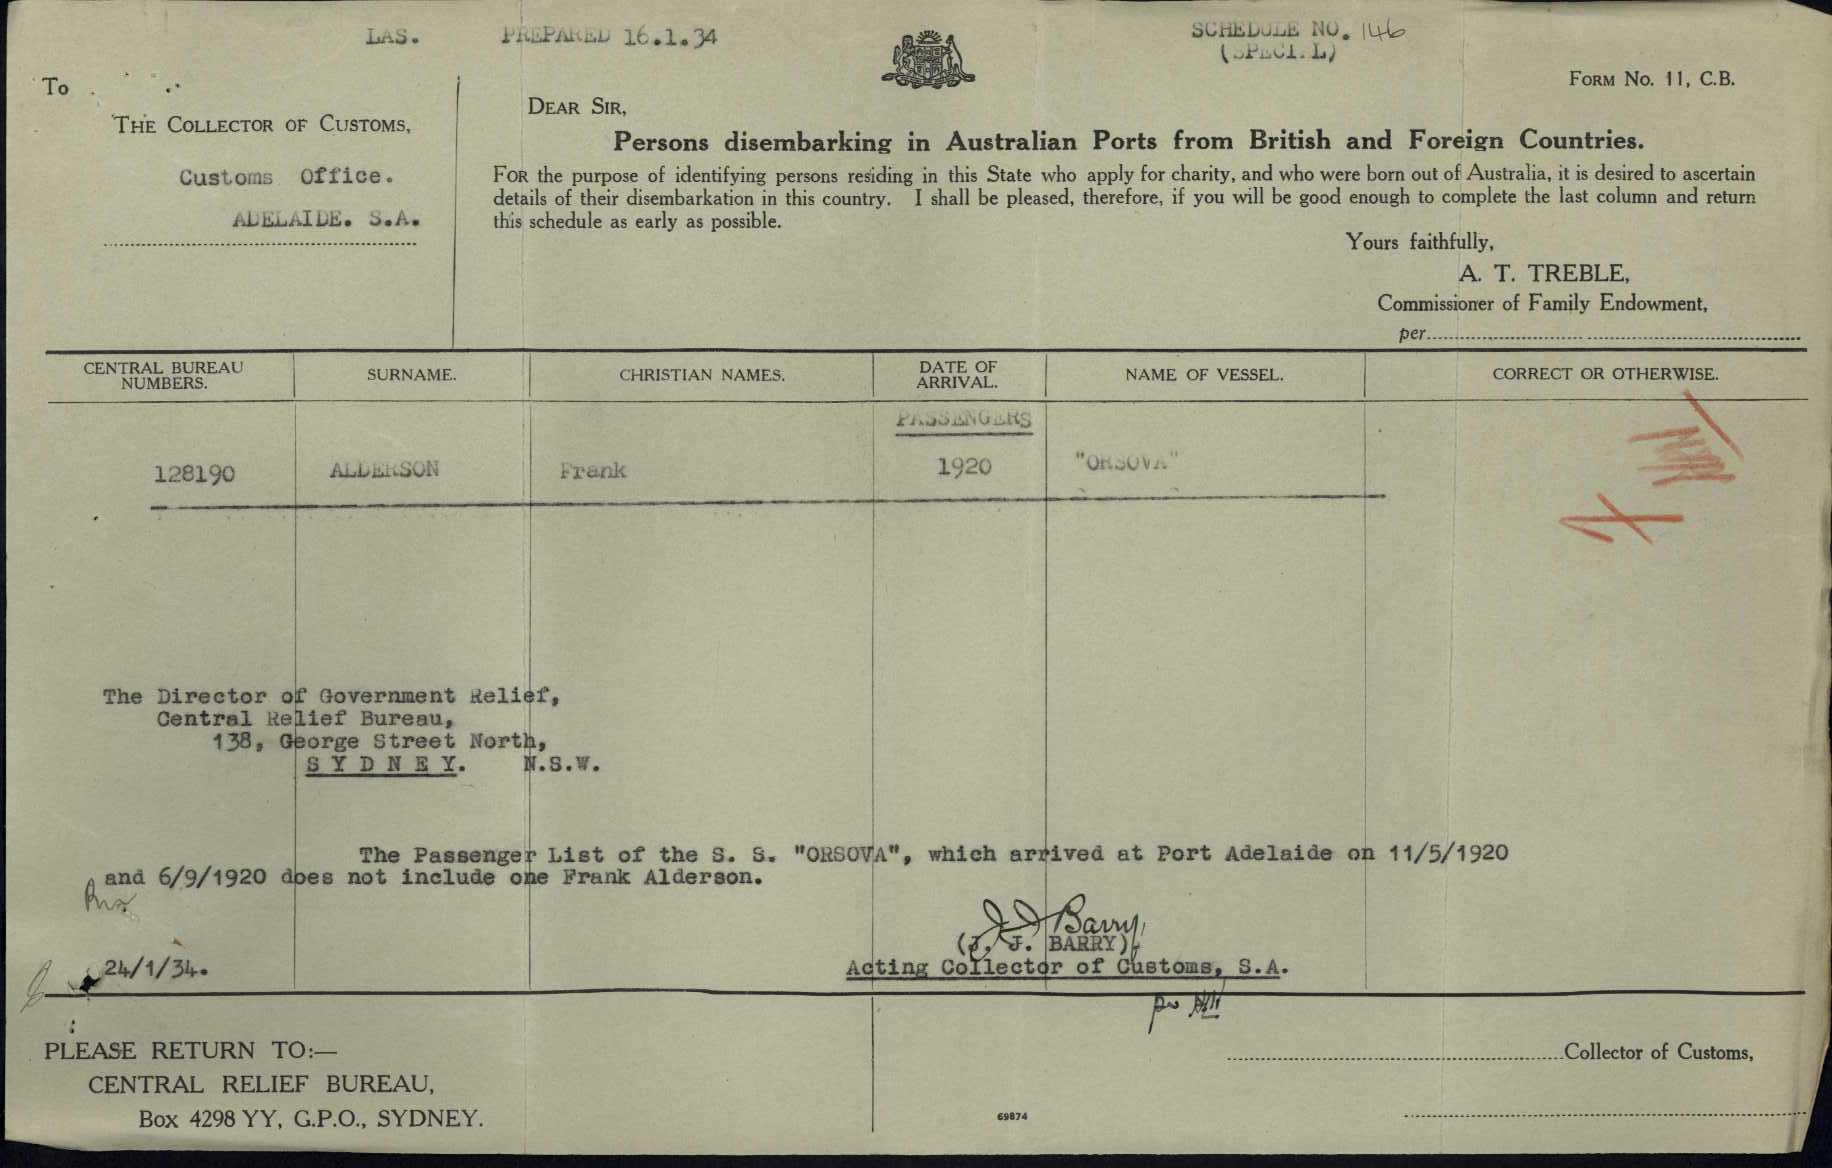 LAS. PREPARED 16.1.34
SCHEDULE NO. 146
(SPECIAL)
FORM No. 11, C.B.
To
THE COLLECTOR OF CUSTOMS,
Customs Office.
ADELAIDE. S.A.
DEAR SIR,
Persons disembarking in Australian Ports from British and Foreign Countries.
FOR the purpose of identifying persons residing in this State who apply for charity, and who were born out of Australia, it is desired to ascertain
details of their disembarkation in this country. I shall be pleased, therefore, if you will be good enough to complete the last column and return
this schedule as early as possible.
Yours faithfully,
A. T. TREBLE,
Commissioner of Family Endowment,
per
CENTRAL BUREAU NUMBERS. SURNAME. CHRISTIAN NAMES. DATE OF ARRIVAL. NAME OF VESSEL. CORRECT OR OTHERWISE.
PASSENGERS
128190 ALDERSON Frank 1920 "ORSOVA"
The Director of Government Relief,
Central Relief Bureau,
138, George Street North,
SYDNEY. N.S.W.
The Passenger List of the S. S. "ORSOVA", which arrived at Port Adelaide on 11/5/1920
and 6/9/1920 does not include one Frank Alderson.
J J Barry
(J. J. BARRY)
24/1/34.
Acting Collector of Customs, S.A.
PLEASE RETURN TO:—
CENTRAL RELIEF BUREAU,
Box 4298 YY, G.P.O., SYDNEY.
Collector of Customs,
69874